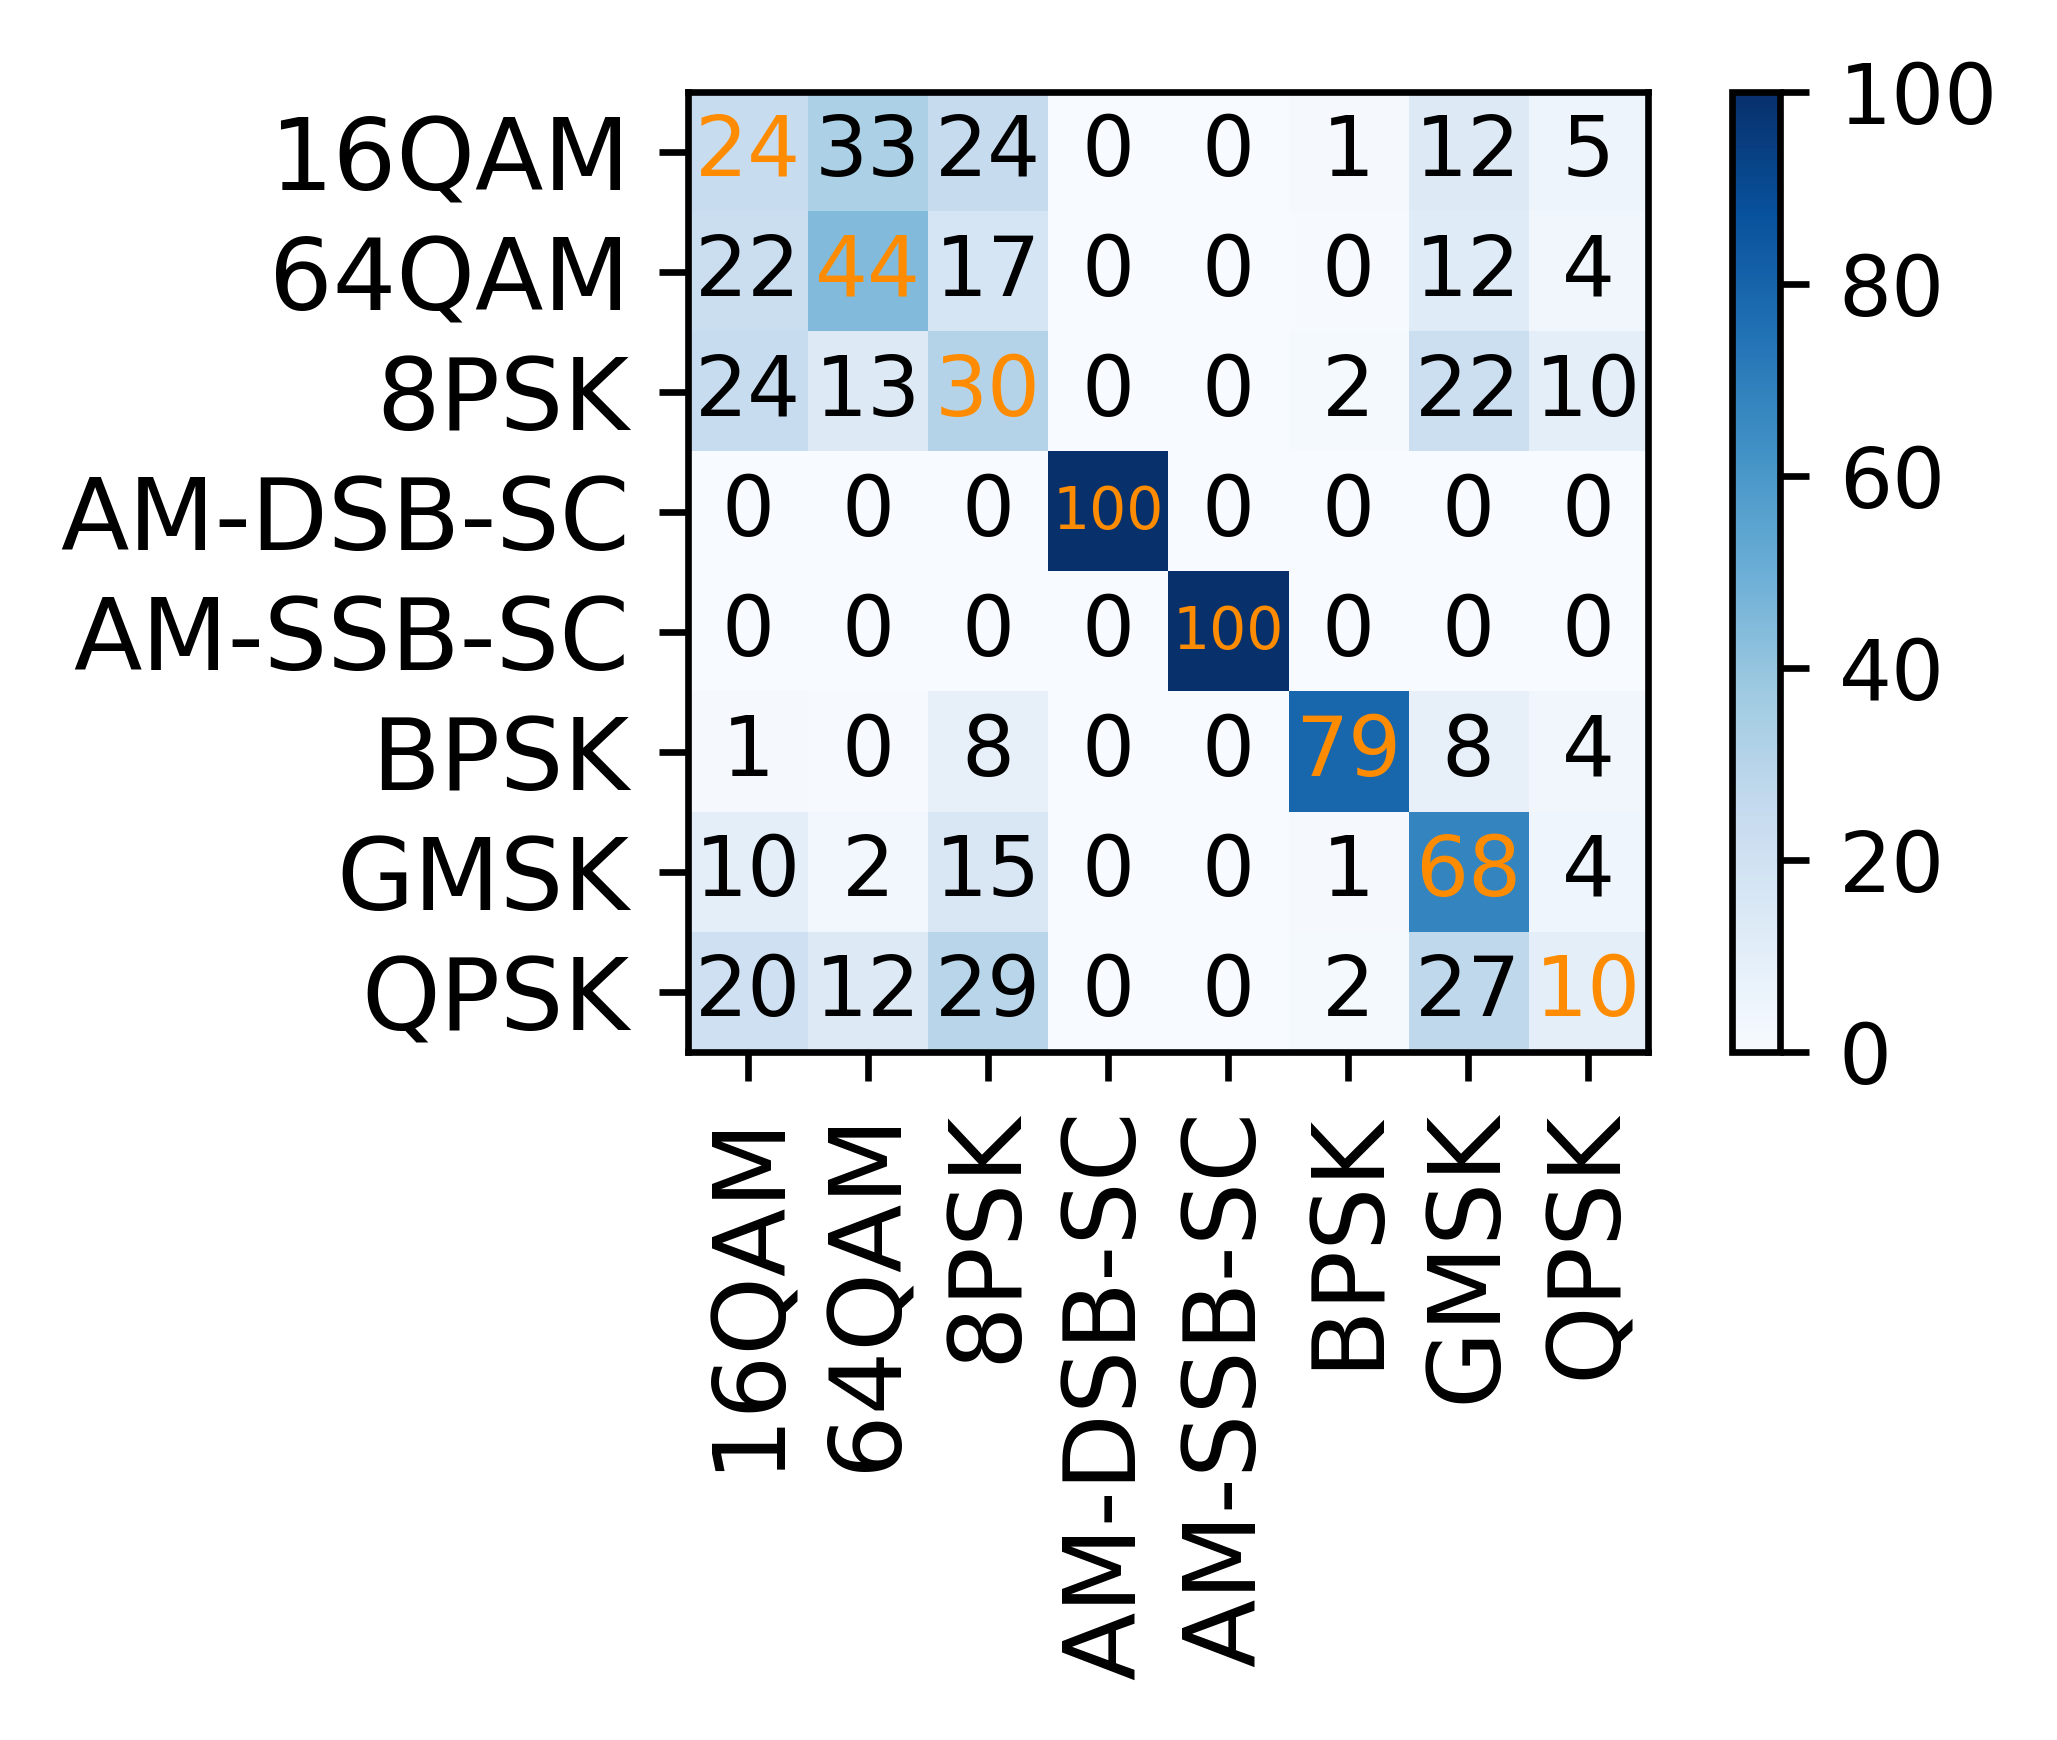 16QAM 24 33 24 0 0 1 12 5
64QAM 22 44 17 0 0 0 12 4
8PSK 24 13 30 0 0 2 22 10
AM-DSB-SC 0 0 0 100 0 0 0 0
AM-SSB-SC 0 0 0 0 100 0 0 0
BPSK 1 0 8 0 0 79 8 4
GMSK 10 2 15 0 0 1 68 4
QPSK 20 12 29 0 0 2 27 10
16QAM
64QAM
8PSK
AM-DSB-SC
AM-SSB-SC
BPSK
GMSK
QPSK
100
80
60
40
20
0